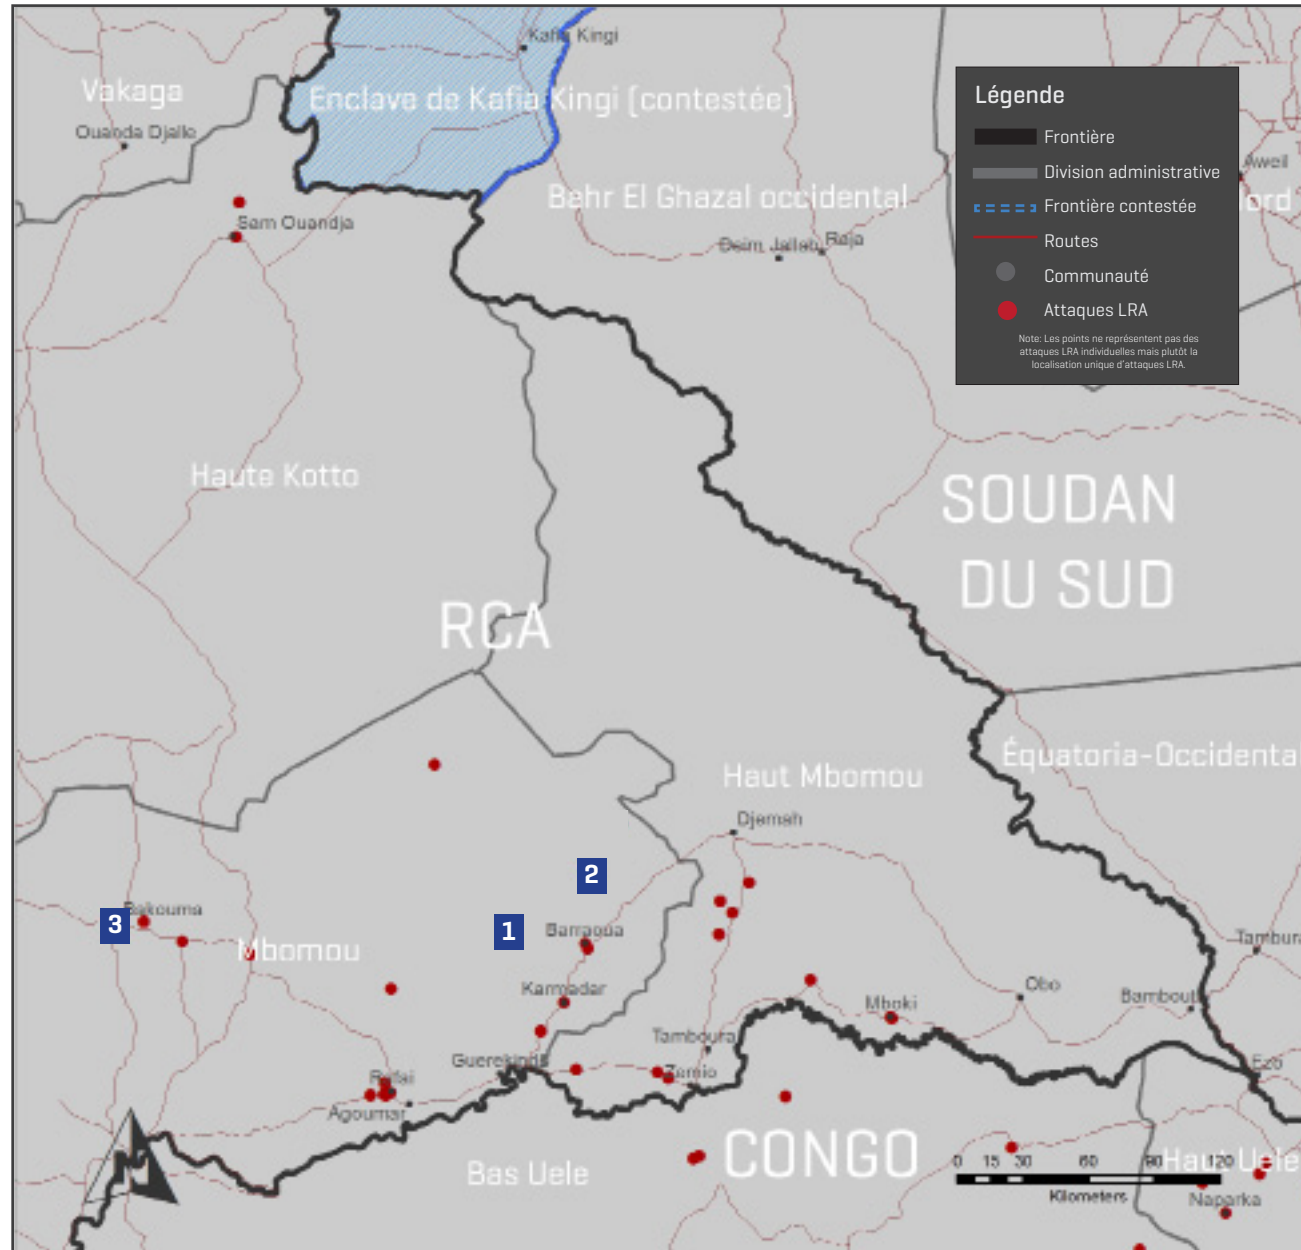 Kafia Kingi
Vakaga
Enclave de Kafia Kingi (contestée)
Ouanda Djalle
Légende
Frontière
Division administrative
Frontière contestée
Routes
Communauté
Attaques LRA
Note: Les points ne représentent pas des
attaques LRA individuelles mais plutôt la
localisation unique d'attaques LRA.
Aweil
Bahr El Ghazal occidental
Sam Ouandja
Deim Jallab
Raja
Haute Kotto
SOUDAN
DU SUD
RCA
Équatoria-Occidental
Haut Mbomou
Djemah
2
Bakouma
3
1
Barraoua
Mbomou
Tambura
Karmadar
Mboki
Obo
Bambouti
Tamboura
Guerekindo
Zemio
Ezo
Rafai
Agoumar
CONGO
Bas Uele
Haut Uele
0 15 30 60 90 120
Kilometers
Naparka
N